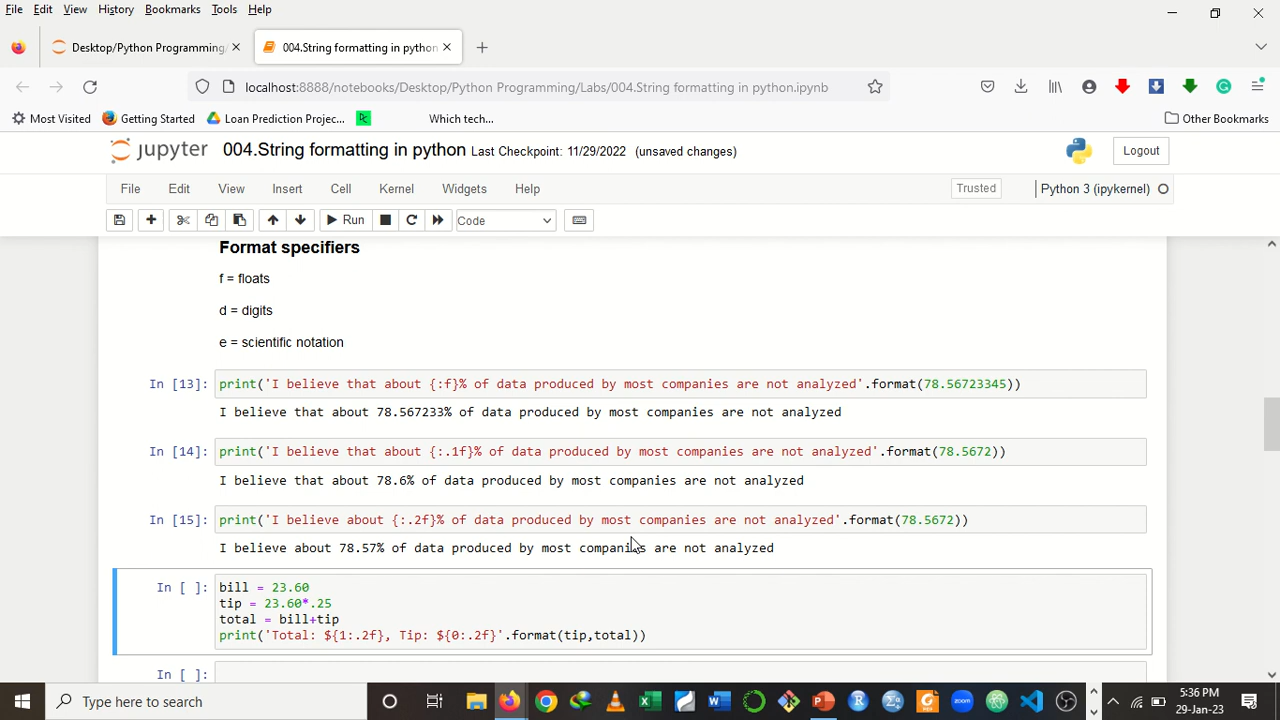 File Edit View History Bookmarks Tools Help
Desktop/Python Programming/
004.String formatting in python
localhost:8888/notebooks/Desktop/Python Programming/Labs/004.String formatting in python.ipynb
Most Visited Getting Started Loan Prediction Projec... Which tech... Other Bookmarks
jupyter 004.String formatting in python Last Checkpoint: 11/29/2022 (unsaved changes) Logout
File Edit View Insert Cell Kernel Widgets Help Trusted Python 3 (ipykernel)
Run Code
Format specifiers
f = floats
d = digits
e = scientific notation
In [13]: print('I believe that about {:f}% of data produced by most companies are not analyzed'.format(78.56723345))
I believe that about 78.567233% of data produced by most companies are not analyzed
In [14]: print('I believe that about {:.1f}% of data produced by most companies are not analyzed'.format(78.5672))
I believe that about 78.6% of data produced by most companies are not analyzed
In [15]: print('I believe about {:.2f}% of data produced by most companies are not analyzed'.format(78.5672))
I believe about 78.57% of data produced by most companies are not analyzed
In [ ]: bill = 23.60
tip = 23.60*.25
total = bill+tip
print('Total: ${1:.2f}, Tip: ${0:.2f}'.format(tip,total))
In [ ]:
Type here to search
zoom
5:36 PM
29-Jan-23